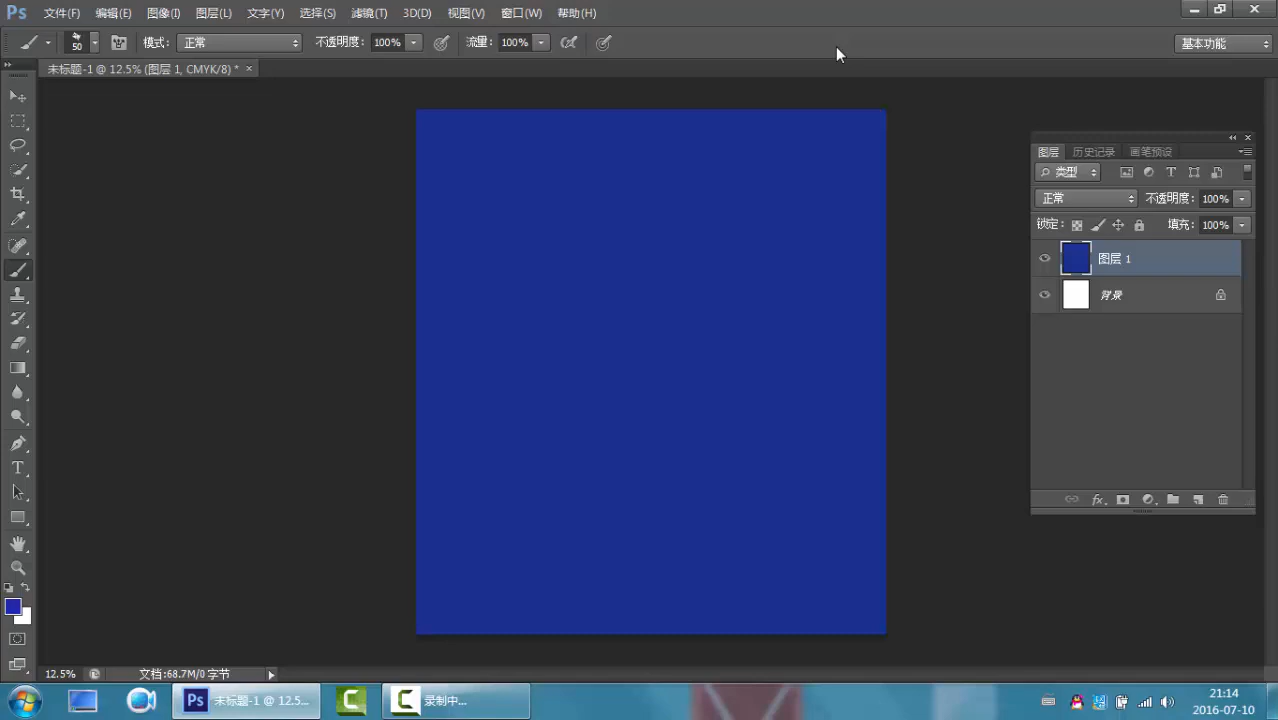 Ps 文件(F) 编辑(E) 图像(I) 图层(L) 文字(Y) 选择(S) 滤镜(T) 3D(D) 视图(V) 窗口(W) 帮助(H)
50 模式: 正常 不透明度: 100% 流量: 100% 基本功能
未标题-1 @ 12.5% (图层 1, CMYK/8) * ×
图层 历史记录 画笔预设
类型
正常 不透明度: 100%
锁定: 填充: 100%
图层 1
背景
12.5% 文档:68.7M/0 字节
Ps 未标题-1 @ 12.5... 录制中...
21:14
2016-07-10